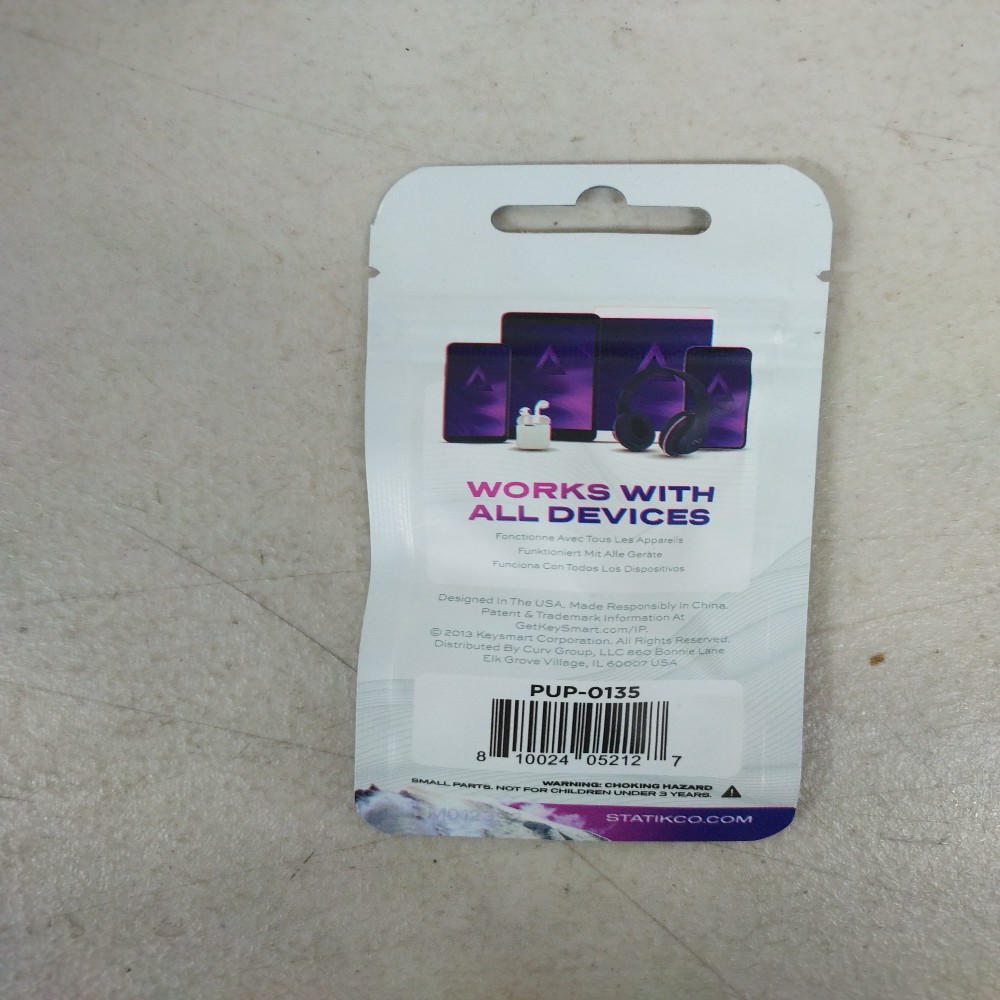 WORKS WITH
ALL DEVICES
Fonctionne Avec Tous Les Appareils
Funktioniert Mit Alle Geräte
Funciona Con Todos Los Dispositivos
Designed In The USA. Made Responsibly in China.
Patent & Trademark Information At
GetKeySmart.com/IP.
© 2013 Keysmart Corporation. All Rights Reserved.
Distributed By Curv Group, LLC 860 Bonnie Lane
Elk Grove Village, IL 60007 USA
PUP-0135
8 10024 05212 7
WARNING: CHOKING HAZARD
SMALL PARTS. NOT FOR CHILDREN UNDER 3 YEARS.
STATIKCO.COM